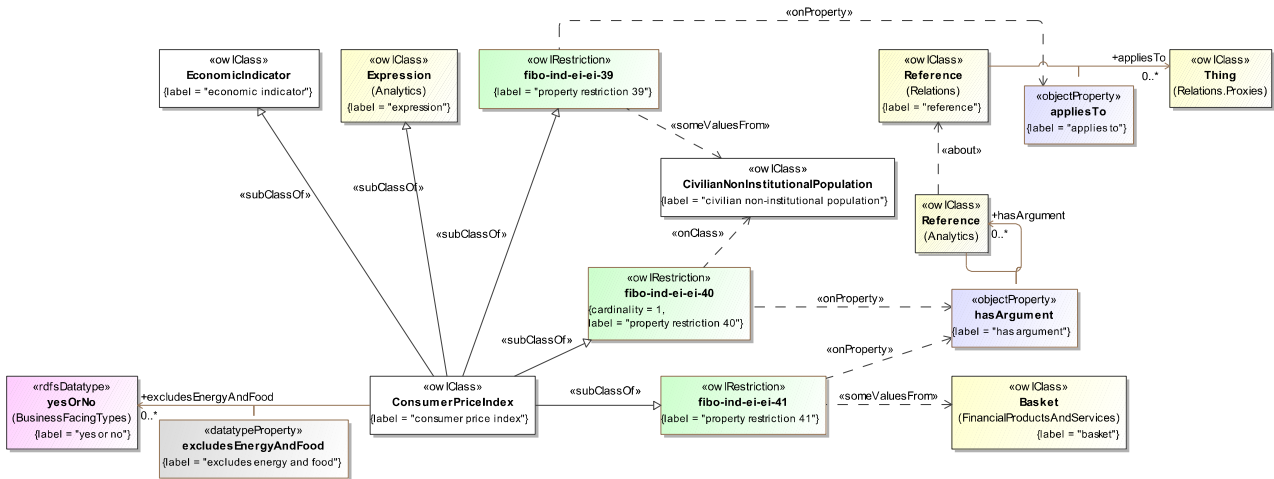 «onProperty»
«owlClass»
EconomicIndicator
{label = "economic indicator"}
«owlClass»
Expression
(Analytics)
{label = "expression"}
«owlRestriction»
fibo-ind-ei-ei-39
{label = "property restriction 39"}
«owlClass»
Reference
(Relations)
{label = "reference"}
+appliesTo
0..*
«owlClass»
Thing
(Relations.Proxies)
«objectProperty»
appliesTo
{label = "applies to"}
«someValuesFrom»
«about»
«owlClass»
CivilianNonInstitutionalPopulation
{label = "civilian non-institutional population"}
«subClassOf»
«subClassOf»
«subClassOf»
«onClass»
«owlClass»
Reference
(Analytics)
+hasArgument
0..*
«owlRestriction»
fibo-ind-ei-ei-40
{cardinality = 1,
label = "property restriction 40"}
«onProperty»
«objectProperty»
hasArgument
{label = "has argument"}
«subClassOf»
«onProperty»
«rdfsDatatype»
yesOrNo
(BusinessFacingTypes)
{label = "yes or no"}
+excludesEnergyAndFood
0..*
«owlClass»
ConsumerPriceIndex
{label = "consumer price index"}
«subClassOf»
«owlRestriction»
fibo-ind-ei-ei-41
{label = "property restriction 41"}
«someValuesFrom»
«owlClass»
Basket
(FinancialProductsAndServices)
{label = "basket"}
«datatypeProperty»
excludesEnergyAndFood
{label = "excludes energy and food"}